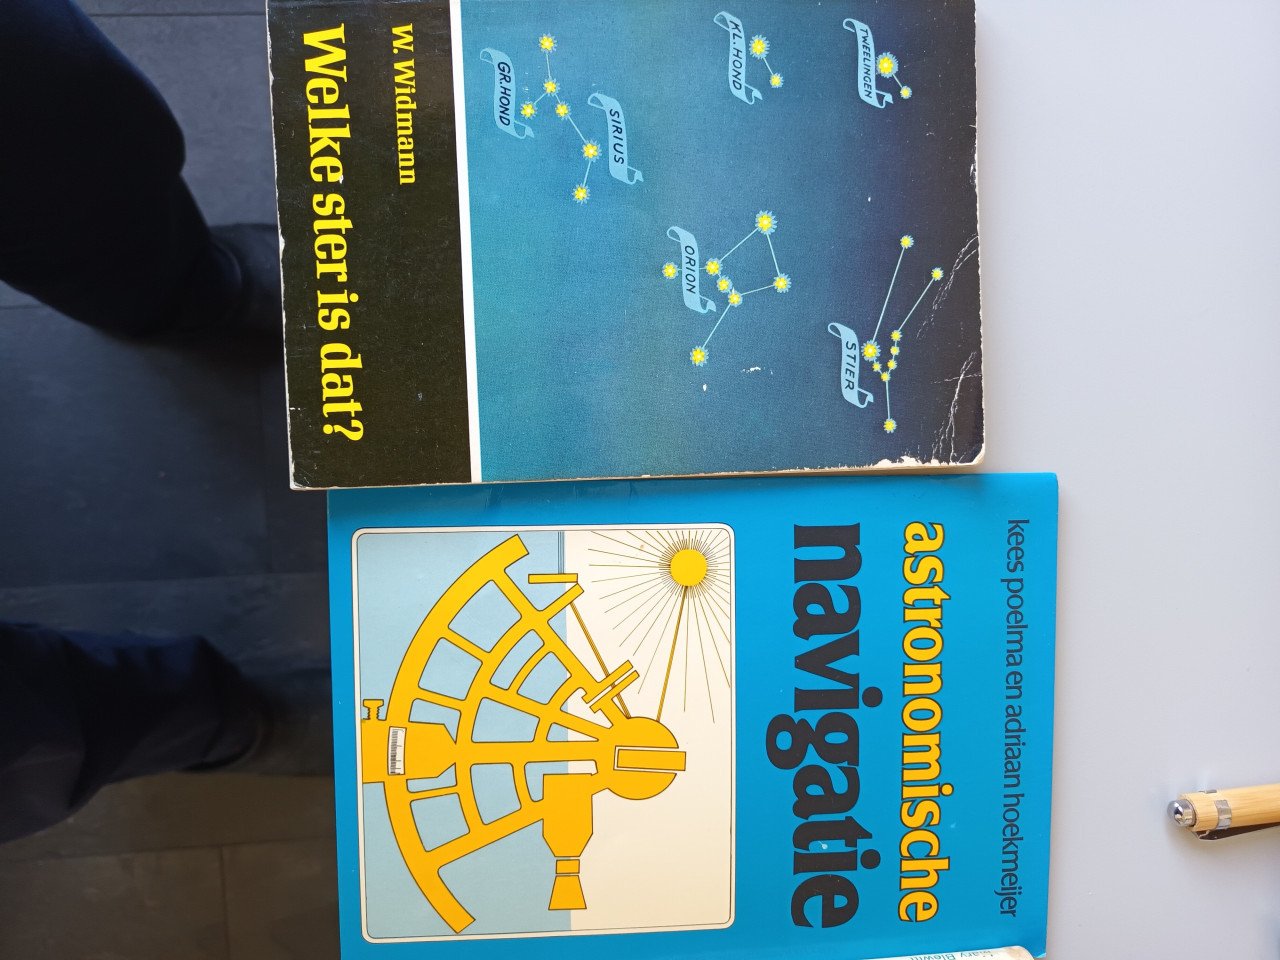 TWEELINGEN
KL. HOND
STIER
ORION
SIRIUS
GR. HOND
W. Widmann
Welke ster is dat?
kees poelma en adriaan hoekmeijer
astronomische
navigatie